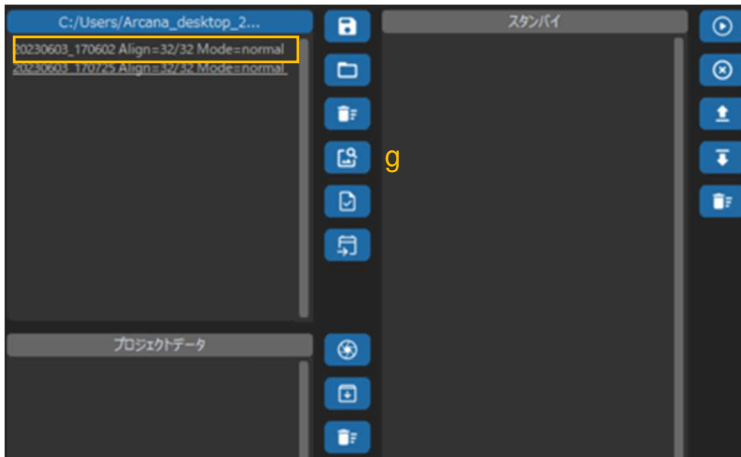 C:/Users/Arcana_desktop_2...
20230603_170602 Align=32/32 Mode=normal
20230603_170725 Align=32/32 Mode=normal
スタンバイ
g
プロジェクトデータ